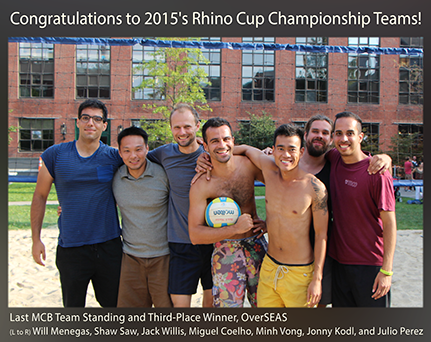 Congratulations to 2015's Rhino Cup Championship Teams!
molten
Last MCB Team Standing and Third-Place Winner, OverSEAS
(L to R) Will Menegas, Shaw Saw, Jack Willis, Miguel Coelho, Minh Vong, Jonny Kodl, and Julio Perez